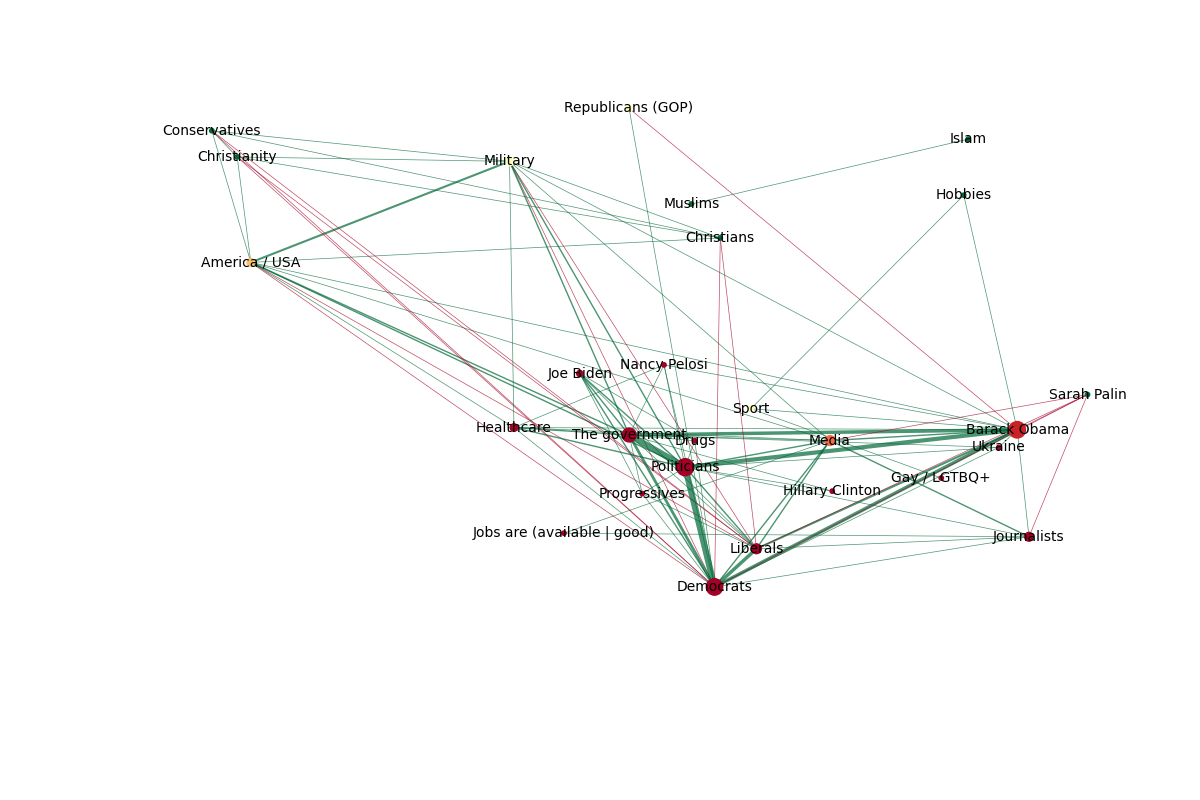 Republicans (GOP)
Conservatives
Islam
Christianity
Military
Hobbies
Muslims
Christians
America / USA
Nancy Pelosi
Joe Biden
Sarah Palin
Sport
Healthcare
Barack Obama
The government
Drugs
Media
Ukraine
Politicians
Gay / LGTBQ+
Progressives
Hillary Clinton
Jobs are (available | good)
Journalists
Liberals
Democrats